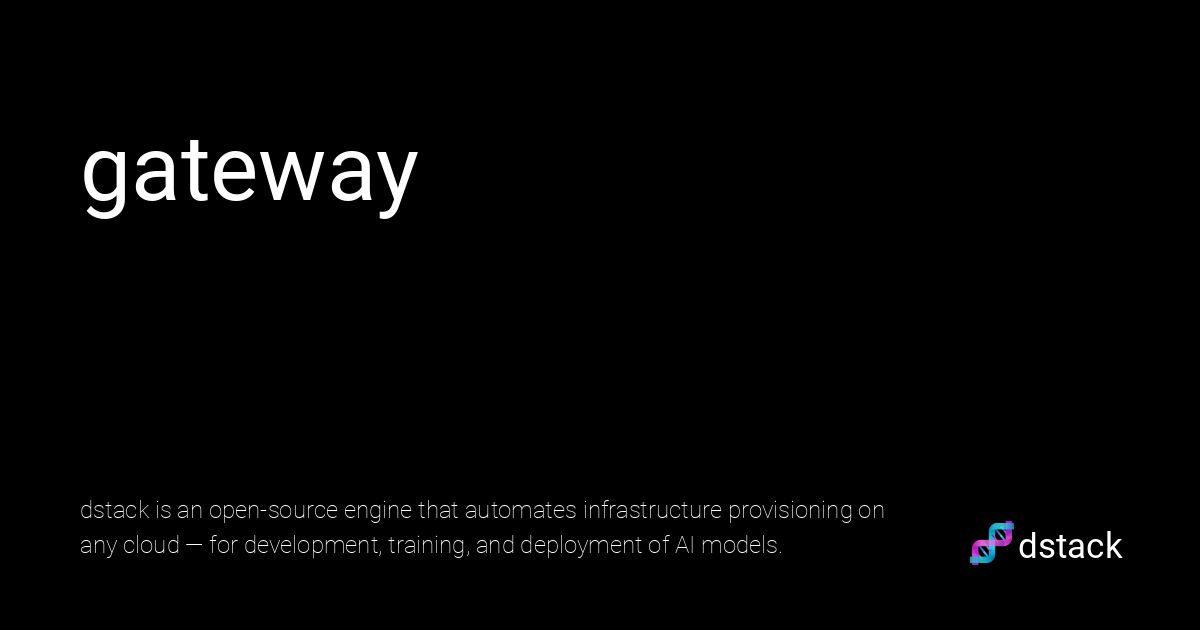 gateway
dstack is an open-source engine that automates infrastructure provisioning on
any cloud — for development, training, and deployment of AI models.
dstack